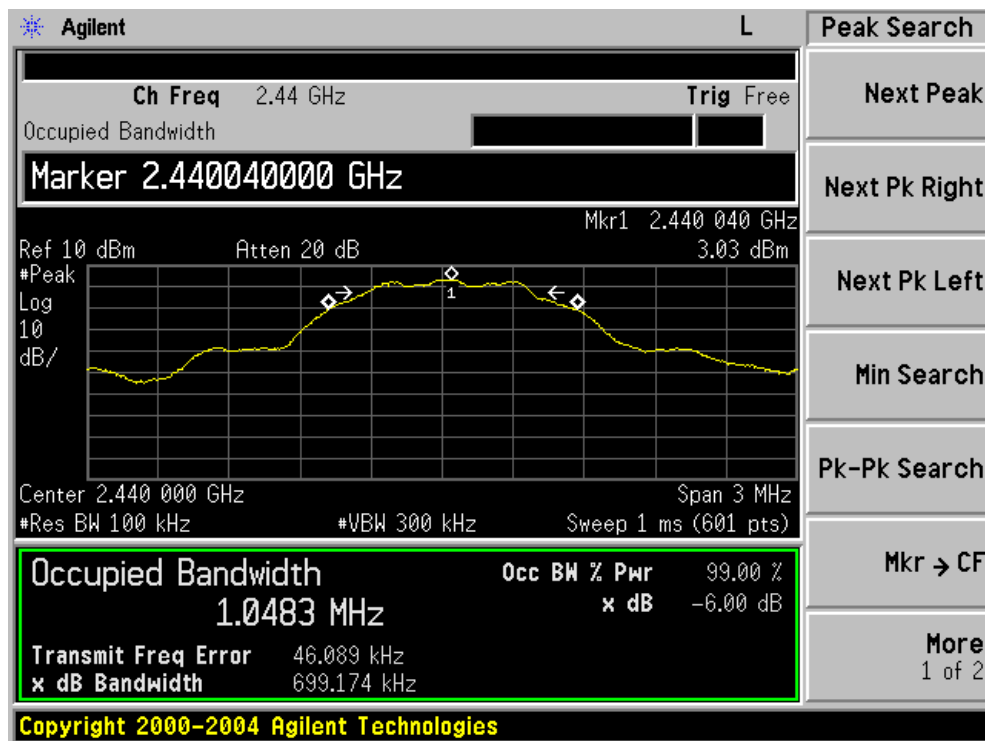 Agilent L Peak Search
Ch Freq 2.44 GHz Trig Free
Occupied Bandwidth
Marker 2.440040000 GHz
Mkr1 2.440 040 GHz
Ref 10 dBm Atten 20 dB 3.03 dBm
#Peak
Log
10
dB/
1
Center 2.440 000 GHz Span 3 MHz
#Res BW 100 kHz #VBW 300 kHz Sweep 1 ms (601 pts)
Occupied Bandwidth Occ BW % Pwr 99.00 %
1.0483 MHz x dB -6.00 dB
Transmit Freq Error 46.089 kHz
x dB Bandwidth 699.174 kHz
Copyright 2000-2004 Agilent Technologies
Next Peak
Next Pk Right
Next Pk Left
Min Search
Pk-Pk Search
Mkr → CF
More
1 of 2